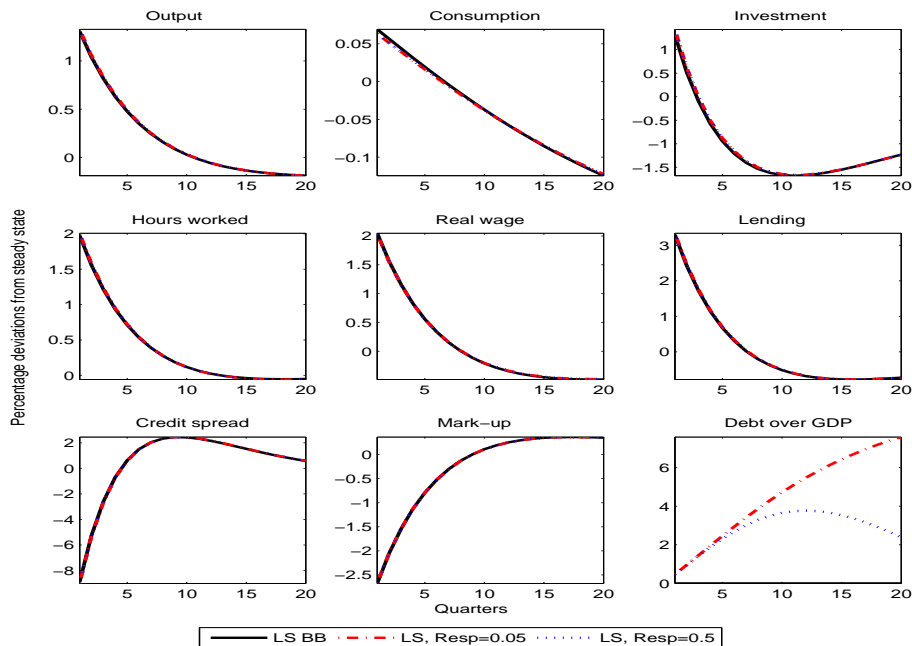 Output Consumption Investment
1 0.5 0
0.05 0 −0.05 −0.1
1 0.5 0 −0.5 −1 −1.5
5 10 15 20 5 10 15 20 5 10 15 20
Percentage deviations from steady state
Hours worked Real wage Lending
2 1.5 1 0.5 0
2 1.5 1 0.5 0
3 2 1 0
5 10 15 20 5 10 15 20 5 10 15 20
Credit spread Mark−up Debt over GDP
2 0 −2 −4 −6 −8
0 −0.5 −1 −1.5 −2 −2.5
6 4 2 0
5 10 15 20 5 10 15 20 5 10 15 20
Quarters
LS BB LS, Resp=0.05 LS, Resp=0.5